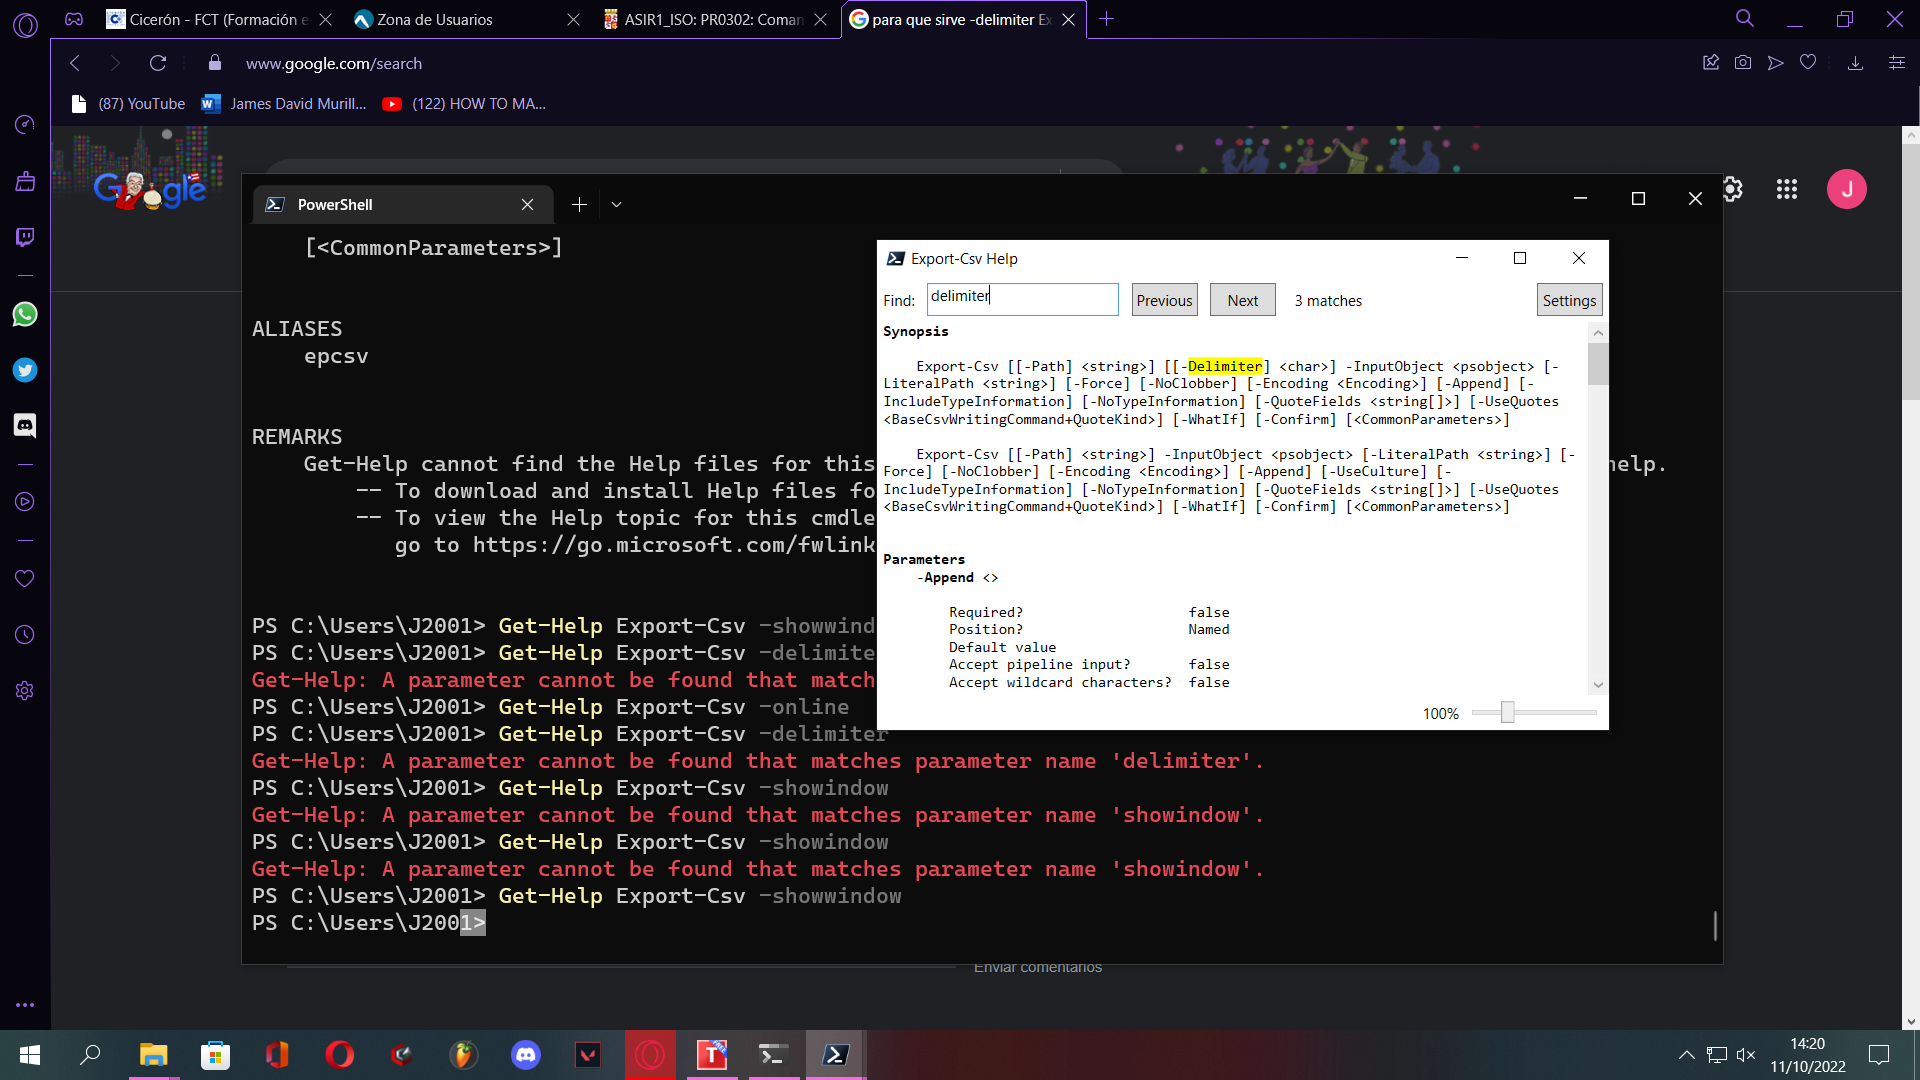 Cicerón - FCT (Formación e
Zona de Usuarios
ASIR1_ISO: PR0302: Coman
para que sirve -delimiter Ex
www.google.com/search
(87) YouTube
James David Murill...
(122) HOW TO MA...
Google
J
PowerShell
[<CommonParameters>]
ALIASES
epcsv
REMARKS
Get-Help cannot find the Help files for this
help.
-- To download and install Help files fo
-- To view the Help topic for this cmdle
go to https://go.microsoft.com/fwlink
PS C:\Users\J2001> Get-Help Export-Csv -showwind
PS C:\Users\J2001> Get-Help Export-Csv -delimite
Get-Help: A parameter cannot be found that match
PS C:\Users\J2001> Get-Help Export-Csv -online
PS C:\Users\J2001> Get-Help Export-Csv -delimiter
Get-Help: A parameter cannot be found that matches parameter name 'delimiter'.
PS C:\Users\J2001> Get-Help Export-Csv -showindow
Get-Help: A parameter cannot be found that matches parameter name 'showindow'.
PS C:\Users\J2001> Get-Help Export-Csv -showindow
Get-Help: A parameter cannot be found that matches parameter name 'showindow'.
PS C:\Users\J2001> Get-Help Export-Csv -showwindow
PS C:\Users\J2001>
Export-Csv Help
Find: delimiter Previous Next 3 matches Settings
Synopsis
Export-Csv [[-Path] <string>] [[-Delimiter] <char>] -InputObject <psobject> [-
LiteralPath <string>] [-Force] [-NoClobber] [-Encoding <Encoding>] [-Append] [-
IncludeTypeInformation] [-NoTypeInformation] [-QuoteFields <string[]>] [-UseQuotes
<BaseCsvWritingCommand+QuoteKind>] [-WhatIf] [-Confirm] [<CommonParameters>]
Export-Csv [[-Path] <string>] -InputObject <psobject> [-LiteralPath <string>] [-
Force] [-NoClobber] [-Encoding <Encoding>] [-Append] [-UseCulture] [-
IncludeTypeInformation] [-NoTypeInformation] [-QuoteFields <string[]>] [-UseQuotes
<BaseCsvWritingCommand+QuoteKind>] [-WhatIf] [-Confirm] [<CommonParameters>]
Parameters
-Append <>
Required? false
Position? Named
Default value
Accept pipeline input? false
Accept wildcard characters? false
100%
Enviar comentarios
14:20
11/10/2022